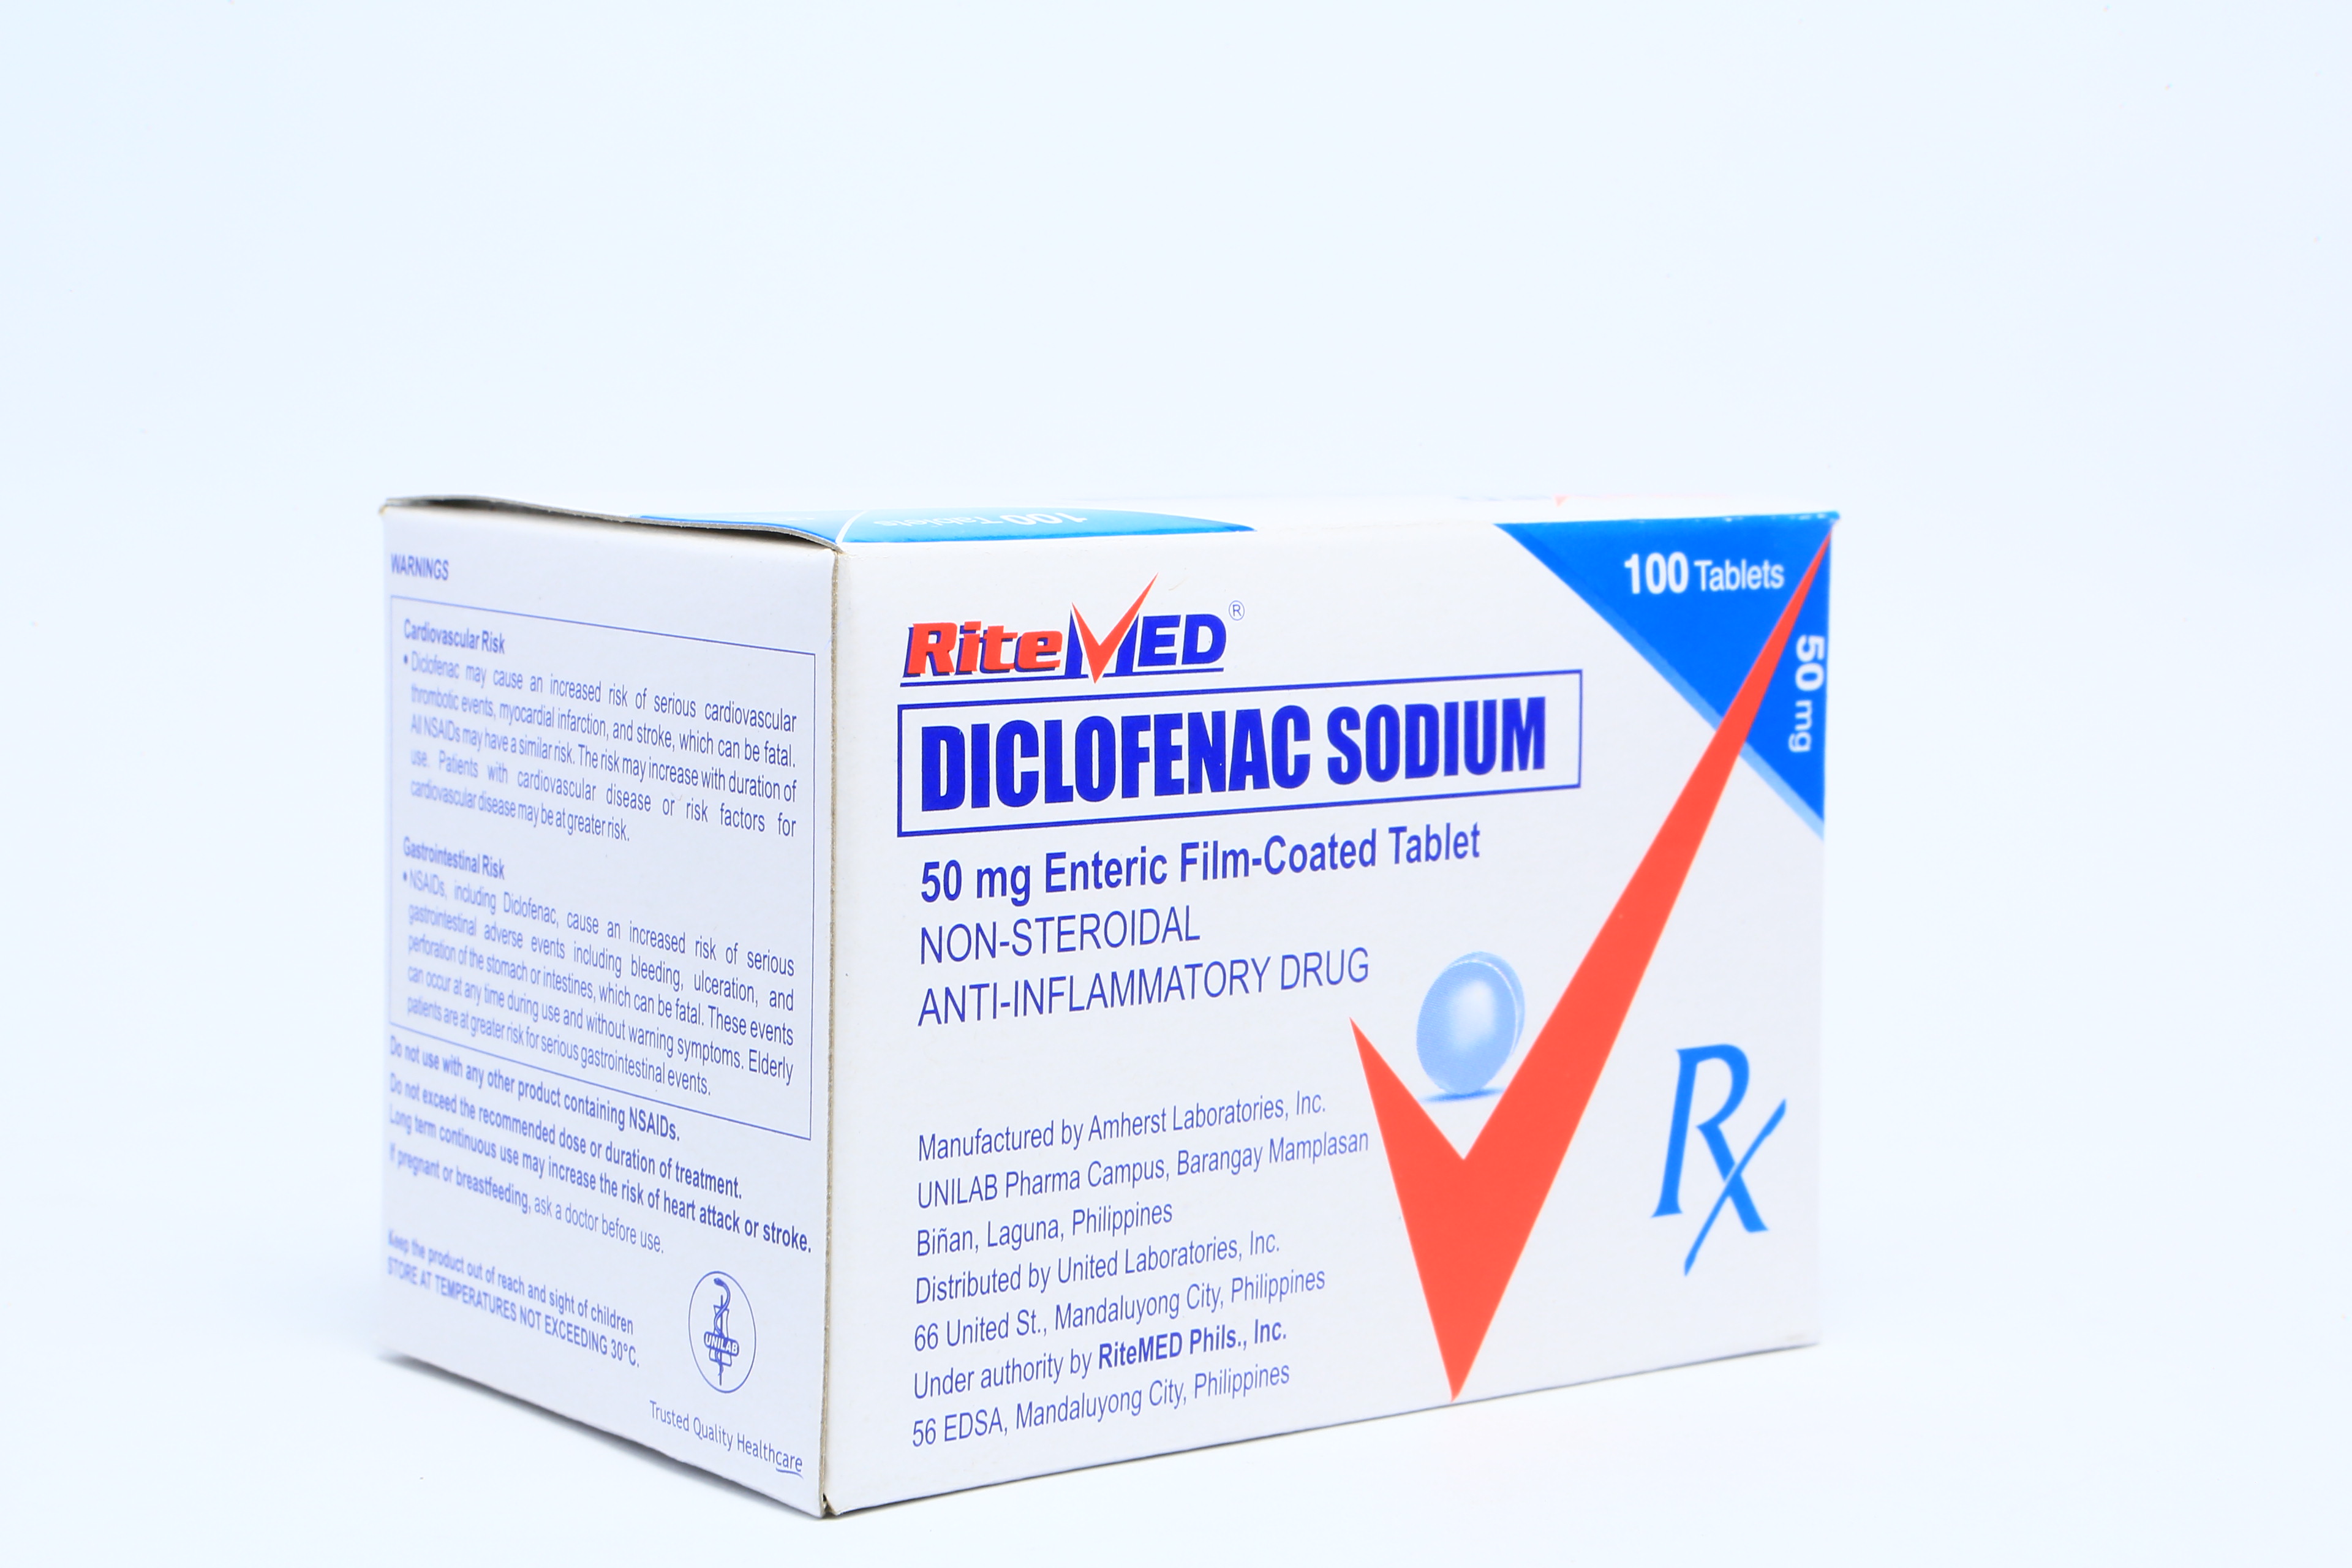 WARNINGS
Cardiovascular Risk
• Diclofenac may cause an increased risk of serious cardiovascular
thrombotic events, myocardial infarction, and stroke, which can be fatal.
All NSAIDs may have a similar risk. The risk may increase with duration of
use. Patients with cardiovascular disease or risk factors for
cardiovascular disease may be at greater risk.
Gastrointestinal Risk
• NSAIDs, including Diclofenac, cause an increased risk of serious
gastrointestinal adverse events including bleeding, ulceration, and
perforation of the stomach or intestines, which can be fatal. These events
can occur at any time during use and without warning symptoms. Elderly
patients are at greater risk for serious gastrointestinal events.
Do not use with any other product containing NSAIDs.
Do not exceed the recommended dose or duration of treatment.
Long term continuous use may increase the risk of heart attack or stroke.
If pregnant or breastfeeding, ask a doctor before use.
Keep the product out of reach and sight of children
STORE AT TEMPERATURES NOT EXCEEDING 30°C.
UNILAB
Trusted Quality Healthcare
100 Tablets
RiteMED®
DICLOFENAC SODIUM
50 mg Enteric Film-Coated Tablet
NON-STEROIDAL
ANTI-INFLAMMATORY DRUG
Manufactured by Amherst Laboratories, Inc.
UNILAB Pharma Campus, Barangay Mamplasan
Biñan, Laguna, Philippines
Distributed by United Laboratories, Inc.
66 United St., Mandaluyong City, Philippines
Under authority by RiteMED Phils., Inc.
56 EDSA, Mandaluyong City, Philippines
100 Tablets
50 mg
Rx